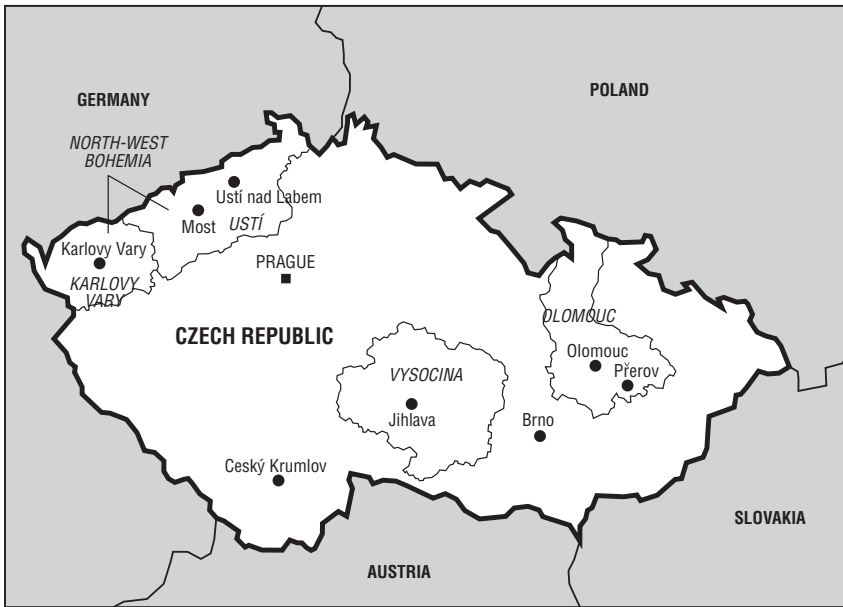 GERMANY
POLAND
NORTH-WEST
BOHEMIA
Ustí nad Labem
Most
USTÍ
Karlovy Vary
KARLOVY
VARY
PRAGUE
CZECH REPUBLIC
OLOMOUC
Olomouc
Přerov
VYSOCINA
Jihlava
Brno
Ceský Krumlov
SLOVAKIA
AUSTRIA